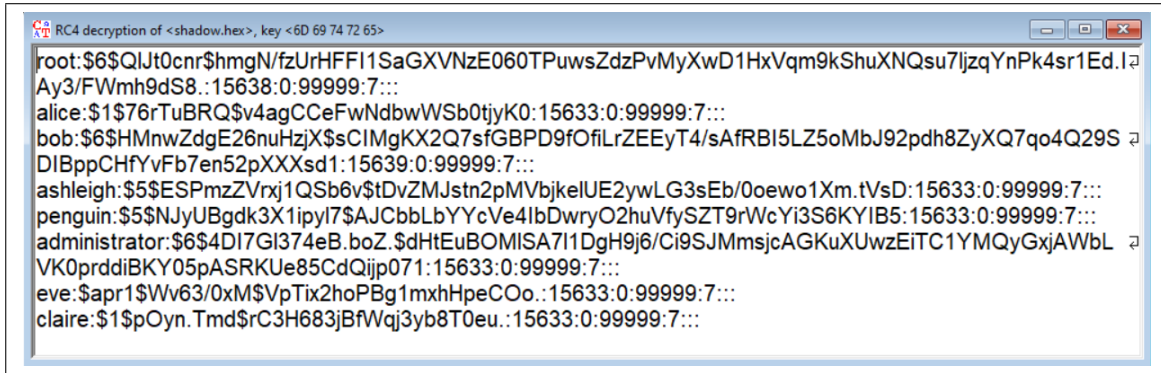 RC4 decryption of <shadow.hex>, key <6D 69 74 72 65>
root:$6$QlJt0cnr$hmgN/fzUrHFFI1SaGXVNzE060TPuwsZdzPvMyXwD1HxVqm9kShuXNQsu7ljzqYnPk4sr1Ed.I
Ay3/FWmh9dS8.:15638:0:99999:7:::
alice:$1$76rTuBRQ$v4agCCeFwNdbwWSb0tjyK0:15633:0:99999:7:::
bob:$6$HMnwZdgE26nuHzjX$sCIMgKX2Q7sfGBPD9fOfiLrZEEyT4/sAfRBI5LZ5oMbJ92pdh8ZyXQ7qo4Q29S
DIBppCHfYvFb7en52pXXXsd1:15639:0:99999:7:::
ashleigh:$5$ESPmzZVrxj1QSb6v$tDvZMJstn2pMVbjkelUE2ywLG3sEb/0oewo1Xm.tVsD:15633:0:99999:7:::
penguin:$5$NJyUBgdk3X1ipyl7$AJCbbLbYYcVe4IbDwryO2huVfySZT9rWcYi3S6KYIB5:15633:0:99999:7:::
administrator:$6$4DI7GI374eB.boZ.$dHtEuBOMlSA7l1DgH9j6/Ci9SJMmsjcAGKuXUwzEiTC1YMQyGxjAWbL
VK0prddiBKY05pASRKUe85CdQijp071:15633:0:99999:7:::
eve:$apr1$Wv63/0xM$VpTix2hoPBg1mxhHpeCOo.:15633:0:99999:7:::
claire:$1$pOyn.Tmd$rC3H683jBfWqj3yb8T0eu.:15633:0:99999:7:::